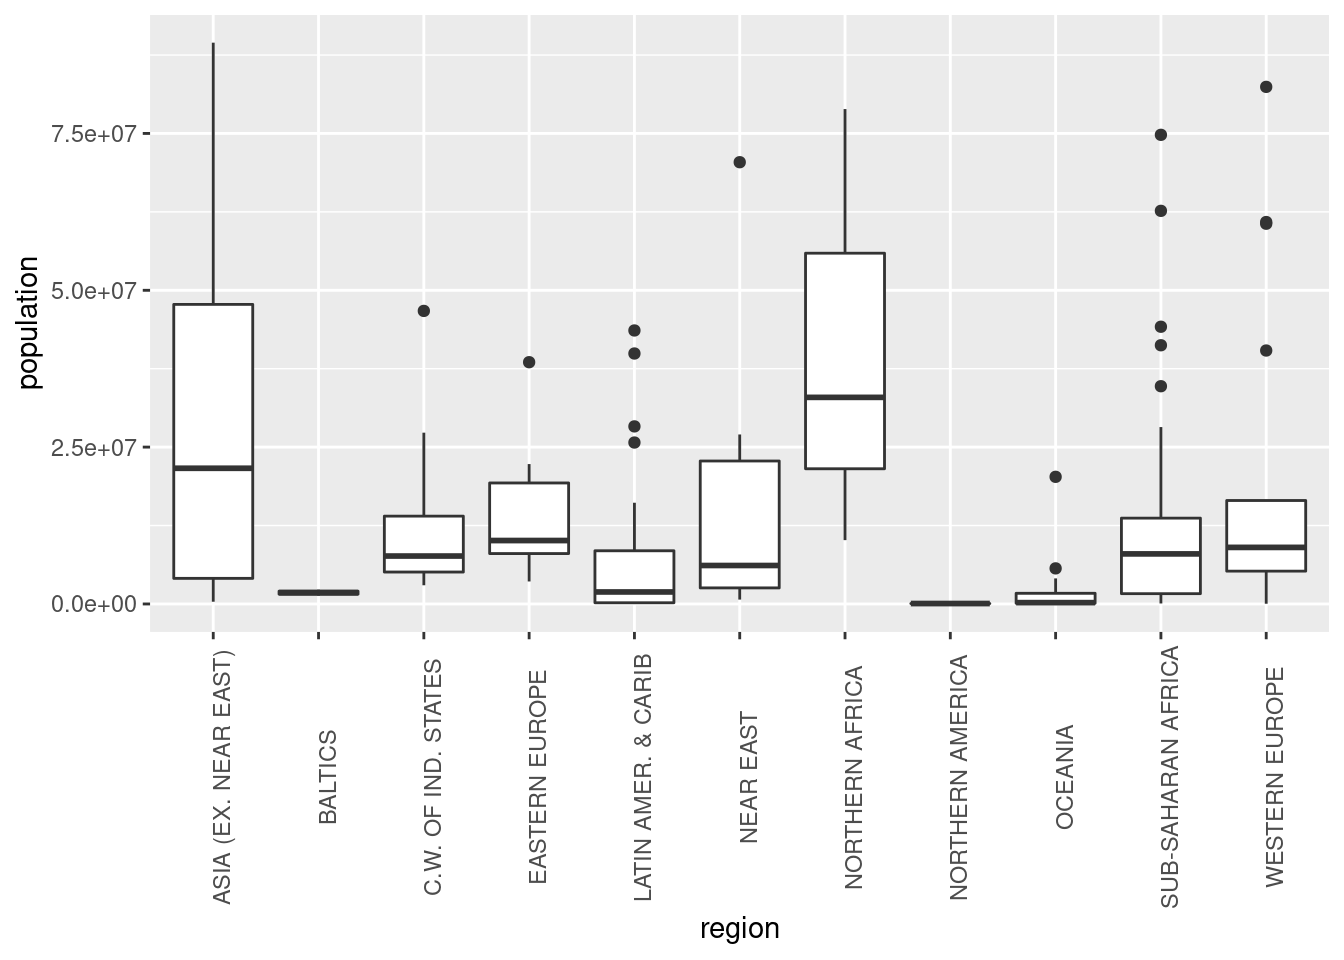 7.5e+07
5.0e+07
2.5e+07
0.0e+00
population
ASIA (EX. NEAR EAST)
BALTICS
C.W. OF IND. STATES
EASTERN EUROPE
LATIN AMER. & CARIB
NEAR EAST
NORTHERN AFRICA
NORTHERN AMERICA
OCEANIA
SUB-SAHARAN AFRICA
WESTERN EUROPE
region